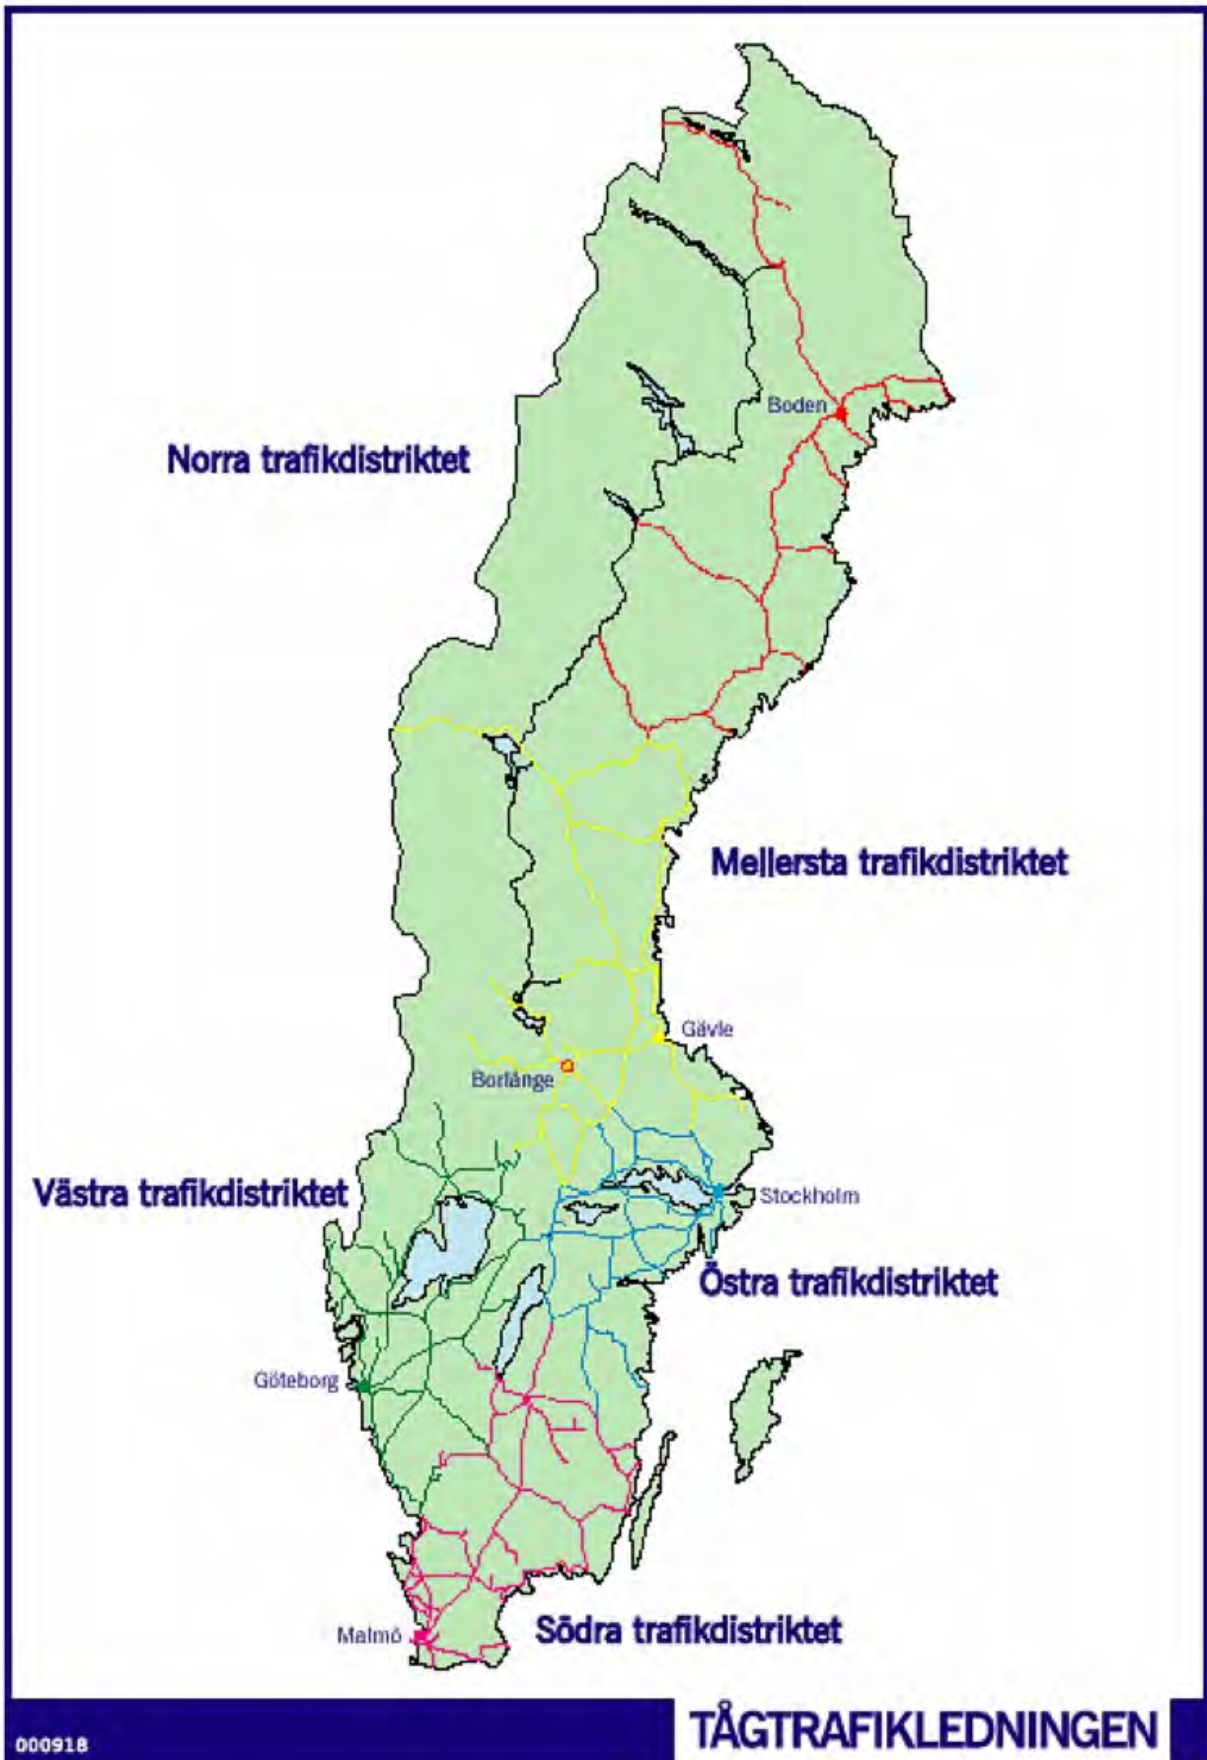 Boden
Norra trafikdistriktet
Mellersta trafikdistriktet
Gävle
Borlänge
Västra trafikdistriktet
Stockholm
Östra trafikdistriktet
Göteborg
Södra trafikdistriktet
Malmö
TÅGTRAFIKLEDNINGEN
000918